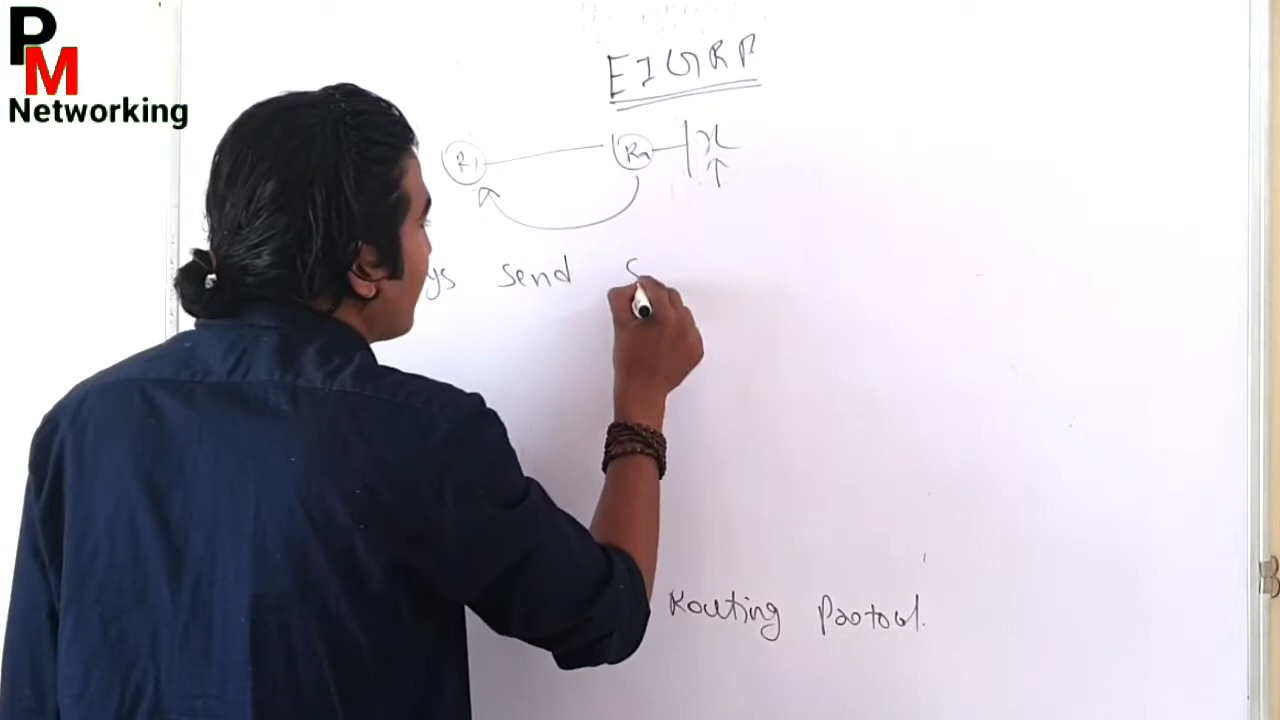 PM
Networking
EIGRP
R1 R2 x
ys send S
Routing Protocol.